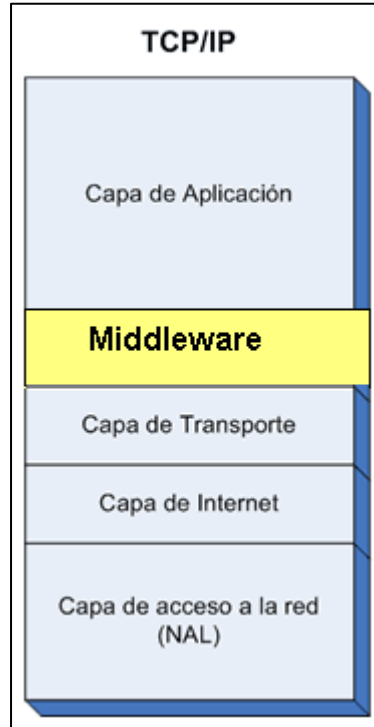 TCP/IP
Capa de Aplicación
Middleware
Capa de Transporte
Capa de Internet
Capa de acceso a la red
(NAL)